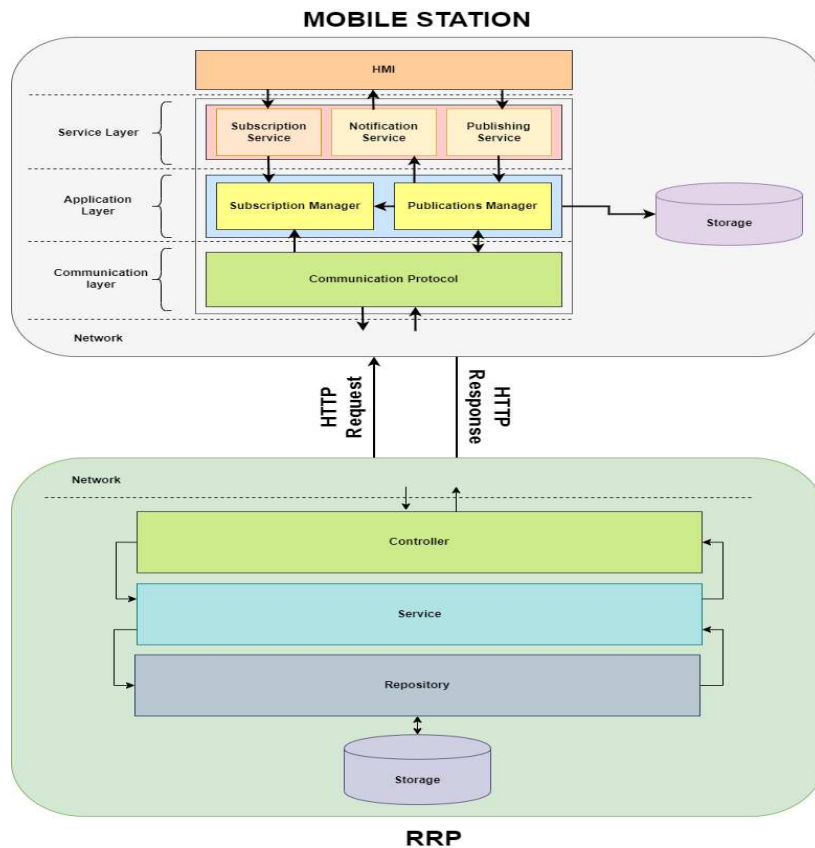 MOBILE STATION
HMI
Service Layer
Subscription
Service
Notification
Service
Publishing
Service
Application
Layer
Subscription Manager
Publications Manager
Storage
Communication
layer
Communication Protocol
Network
HTTP
Request
HTTP
Response
Network
Controller
Service
Repository
Storage
RRP